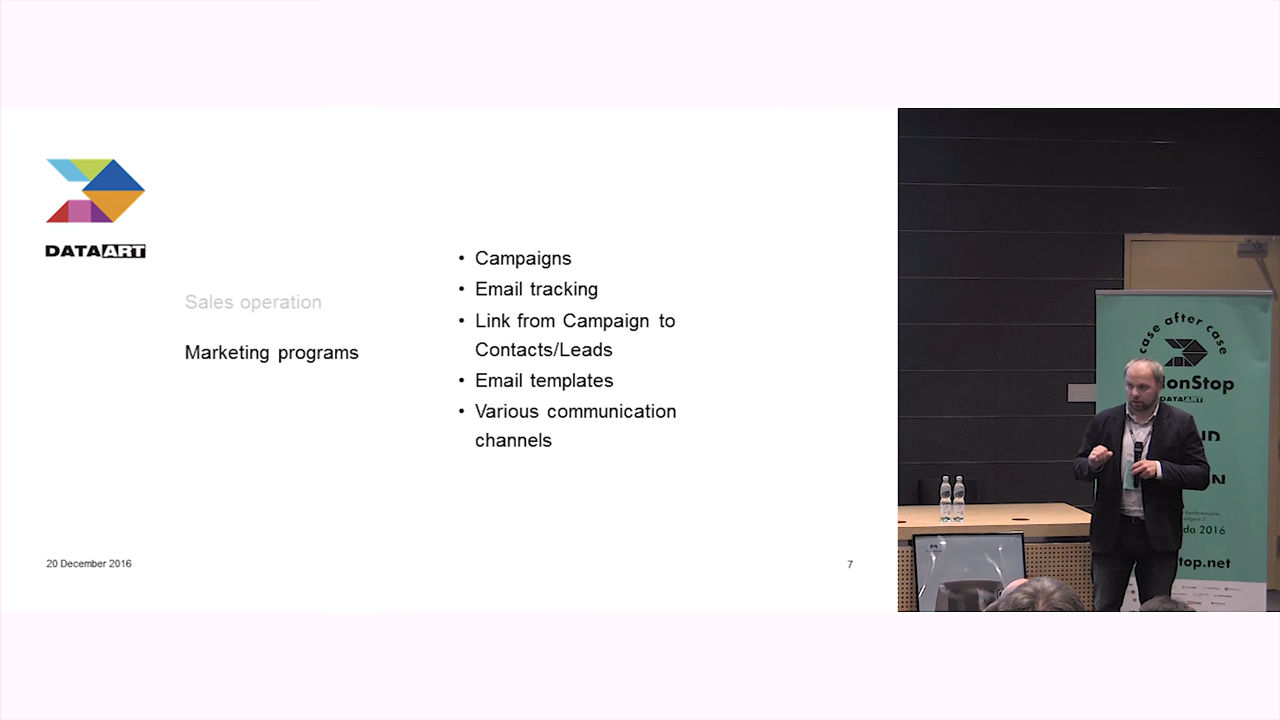 DATAART
Sales operation
Marketing programs
• Campaigns
• Email tracking
• Link from Campaign to
Contacts/Leads
• Email templates
• Various communication
channels
20 December 2016
7
case after case
DATAART
2016